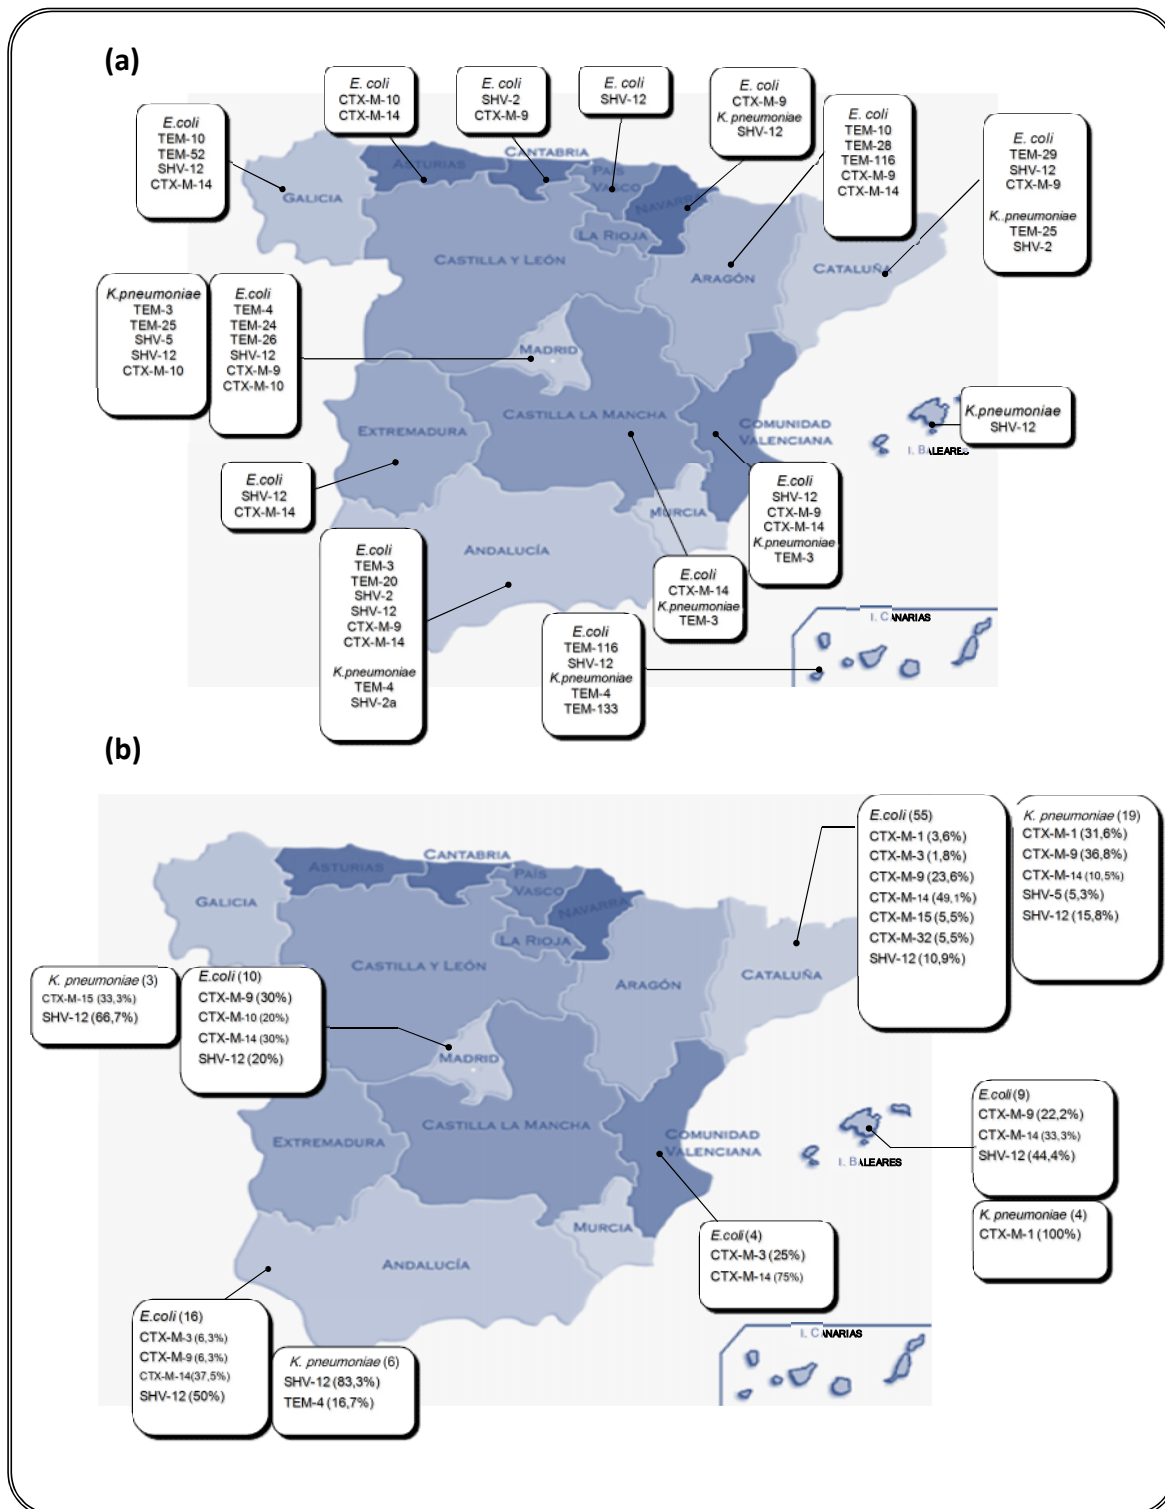 (a)
E.coli
TEM-10
TEM-52
SHV-12
CTX-M-14
E. coli
CTX-M-10
CTX-M-14
E. coli
SHV-2
CTX-M-9
E. coli
SHV-12
E. coli
CTX-M-9
K. pneumoniae
SHV-12
E. coli
TEM-10
TEM-28
TEM-116
CTX-M-9
CTX-M-14
E. coli
TEM-29
SHV-12
CTX-M-9
K..pneumoniae
TEM-25
SHV-2
GALICIA
ASTURIAS
CANTABRIA
PAÍS
VASCO
NAVARRA
LA RIOJA
CASTILLA Y LEÓN
ARAGÓN
CATALUÑA
K.pneumoniae
TEM-3
TEM-25
SHV-5
SHV-12
CTX-M-10
E.coli
TEM-4
TEM-24
TEM-26
SHV-12
CTX-M-9
CTX-M-10
MADRID
EXTREMADURA
CASTILLA LA MANCHA
COMUNIDAD
VALENCIANA
I. BALEARES
K.pneumoniae
SHV-12
E.coli
SHV-12
CTX-M-14
ANDALUCÍA
MURCIA
E.coli
SHV-12
CTX-M-9
CTX-M-14
K.pneumoniae
TEM-3
E.coli
TEM-3
TEM-20
SHV-2
SHV-12
CTX-M-9
CTX-M-14
K.pneumoniae
TEM-4
SHV-2a
E.coli
CTX-M-14
K.pneumoniae
TEM-3
E.coli
TEM-116
SHV-12
K.pneumoniae
TEM-4
TEM-133
I. CANARIAS
(b)
E.coli (55)
CTX-M-1 (3,6%)
CTX-M-3 (1,8%)
CTX-M-9 (23,6%)
CTX-M-14 (49,1%)
CTX-M-15 (5,5%)
CTX-M-32 (5,5%)
SHV-12 (10,9%)
K. pneumoniae (19)
CTX-M-1 (31,6%)
CTX-M-9 (36,8%)
CTX-M-14 (10,5%)
SHV-5 (5,3%)
SHV-12 (15,8%)
GALICIA
ASTURIAS
CANTABRIA
PAÍS
VASCO
NAVARRA
LA RIOJA
CASTILLA Y LEÓN
ARAGÓN
CATALUÑA
K. pneumoniae (3)
CTX-M-15 (33,3%)
SHV-12 (66,7%)
E.coli (10)
CTX-M-9 (30%)
CTX-M-10 (20%)
CTX-M-14 (30%)
SHV-12 (20%)
MADRID
EXTREMADURA
CASTILLA LA MANCHA
COMUNIDAD
VALENCIANA
I. BALEARES
E.coli (9)
CTX-M-9 (22,2%)
CTX-M-14 (33,3%)
SHV-12 (44,4%)
K. pneumoniae (4)
CTX-M-1 (100%)
MURCIA
ANDALUCÍA
E.coli (4)
CTX-M-3 (25%)
CTX-M-14 (75%)
E.coli (16)
CTX-M-3 (6,3%)
CTX-M-9 (6,3%)
CTX-M-14(37,5%)
SHV-12 (50%)
K. pneumoniae (6)
SHV-12 (83,3%)
TEM-4 (16,7%)
I. CANARIAS